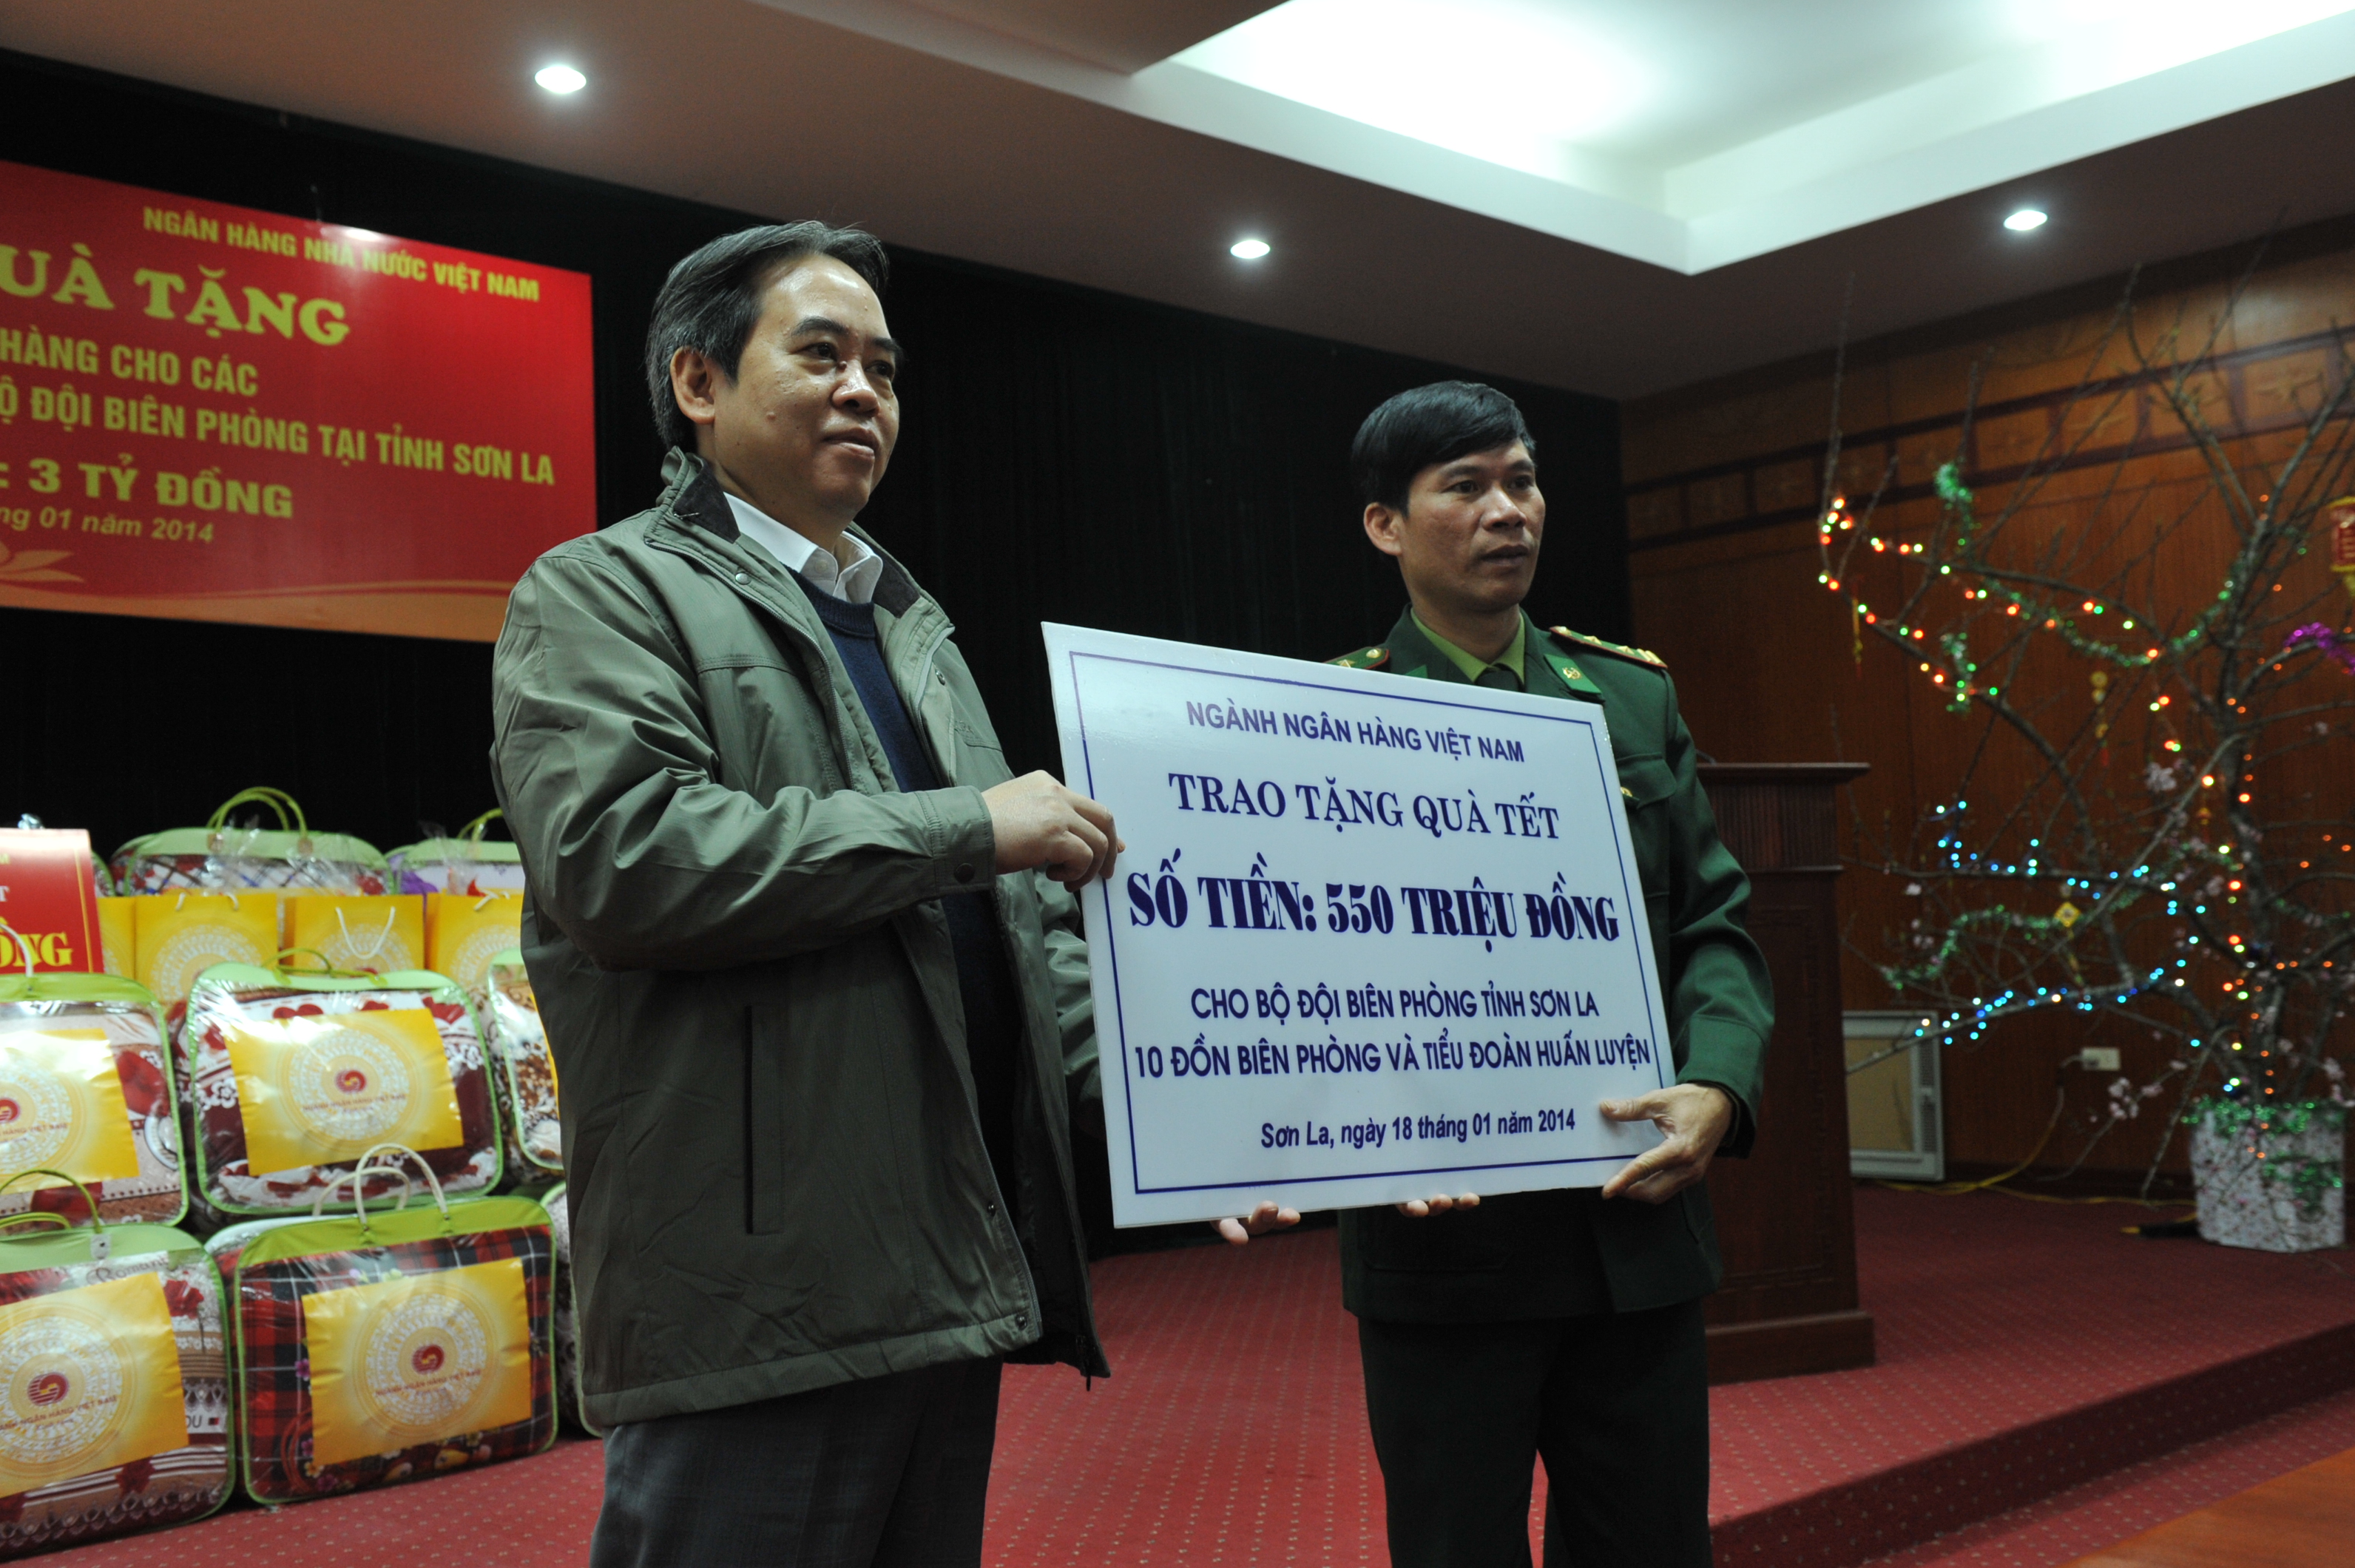 NGÂN HÀNG NHÀ NƯỚC VIỆT NAM
UÀ TẶNG
HÀNG CHO CÁC
ĐỘI BIÊN PHÒNG TẠI TỈNH SƠN LA
: 3 TỶ ĐỒNG
ng 01 năm 2014
NGÀNH NGÂN HÀNG VIỆT NAM
TRAO TẶNG QUÀ TẾT
SỐ TIỀN: 550 TRIỆU ĐỒNG
CHO BỘ ĐỘI BIÊN PHÒNG TỈNH SƠN LA
10 ĐỒN BIÊN PHÒNG VÀ TIỂU ĐOÀN HUẤN LUYỆN
Sơn La, ngày 18 tháng 01 năm 2014